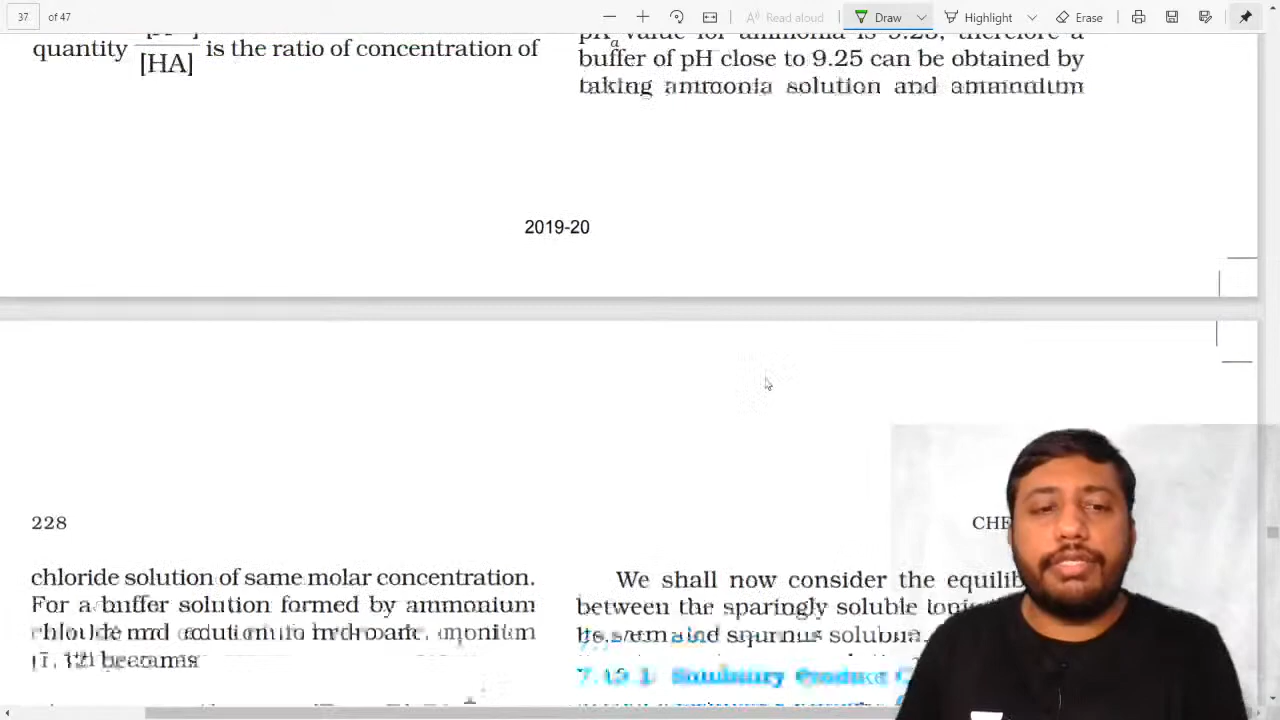 37 of 47
Read aloud
Draw
Highlight
Erase
quantity [HA] is the ratio of concentration of
buffer of pH close to 9.25 can be obtained by
taking ammonia solution and
2019-20
228
CHE
chloride solution of same molar concentration.
For a buffer solution formed by ammonium
We shall now consider the equilib
between the sparingly soluble